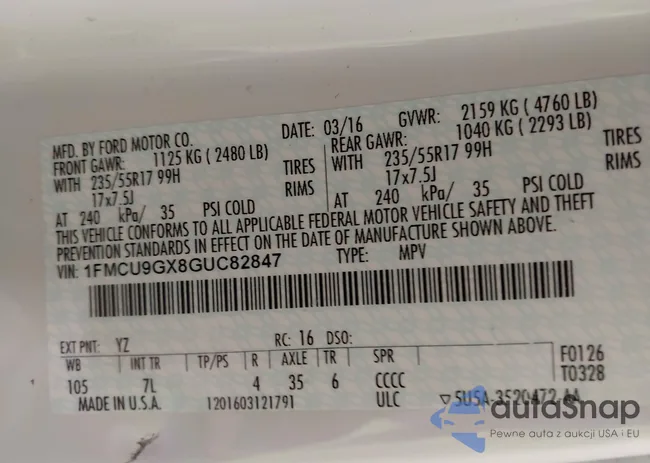 MFD. BY FORD MOTOR CO. DATE: 03/16 GVWR: 2159 KG ( 4760 LB)
FRONT GAWR: 1125 KG ( 2480 LB) REAR GAWR: 1040 KG ( 2293 LB)
WITH 235/55R17 99H TIRES WITH 235/55R17 99H TIRES
17x7.5J RIMS 17x7.5J RIMS
AT 240 kPa/ 35 PSI COLD AT 240 kPa/ 35 PSI COLD
THIS VEHICLE CONFORMS TO ALL APPLICABLE FEDERAL MOTOR VEHICLE SAFETY AND THEFT
PREVENTION STANDARDS IN EFFECT ON THE DATE OF MANUFACTURE SHOWN ABOVE.
VIN: 1FMCU9GX8GUC82847 TYPE: MPV
EXT PNT: YZ RC: 16 DSO: F0126
WB INT TR TP/PS R AXLE TR SPR T0328
105 7L 4 35 6 CCCC
MADE IN U.S.A. 1201603121791 ULC ▽ 5U5A-3520472-AA
autoSnap
Pewne auta z aukcji USA i EU